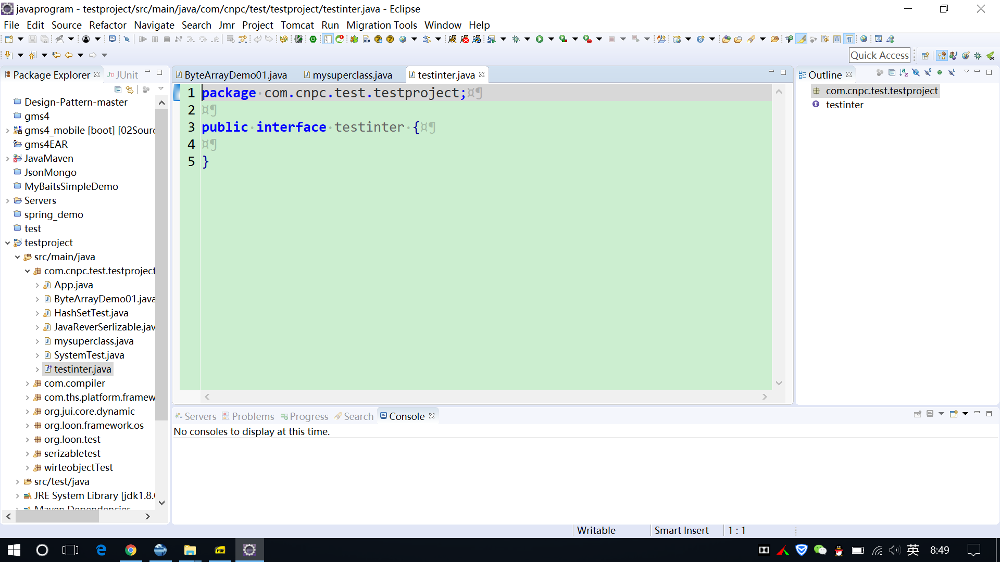 javaprogram - testproject/src/main/java/com/cnpc/test/testproject/testinter.java - Eclipse
File Edit Source Refactor Navigate Search Jmr Project Tomcat Run Migration Tools Window Help
Quick Access
Package Explorer
JUnit
Design-Pattern-master
gms4
gms4_mobile [boot] [02Sour
gms4EAR
JavaMaven
JsonMongo
MyBaitsSimpleDemo
Servers
spring_demo
test
testproject
src/main/java
com.cnpc.test.testproject
App.java
ByteArrayDemo01.java
HashSetTest.java
JavaReverSerlizable.jav
mysuperclass.java
SystemTest.java
testinter.java
com.compiler
com.ths.platform.framew
org.jui.core.dynamic
org.loon.framework.os
org.loon.test
serizabletest
wirteobjectTest
src/test/java
JRE System Library [jdk1.8.
Maven Dependencies
ByteArrayDemo01.java
mysuperclass.java
testinter.java
1 package·com.cnpc.test.testproject;¤¶
2 ¤¶
3 public·interface·testinter·{¤¶
4 ¤¶
5 }
Outline
com.cnpc.test.testproject
testinter
Servers Problems Progress Search Console
No consoles to display at this time.
Writable Smart Insert 1 : 1
英 8:49